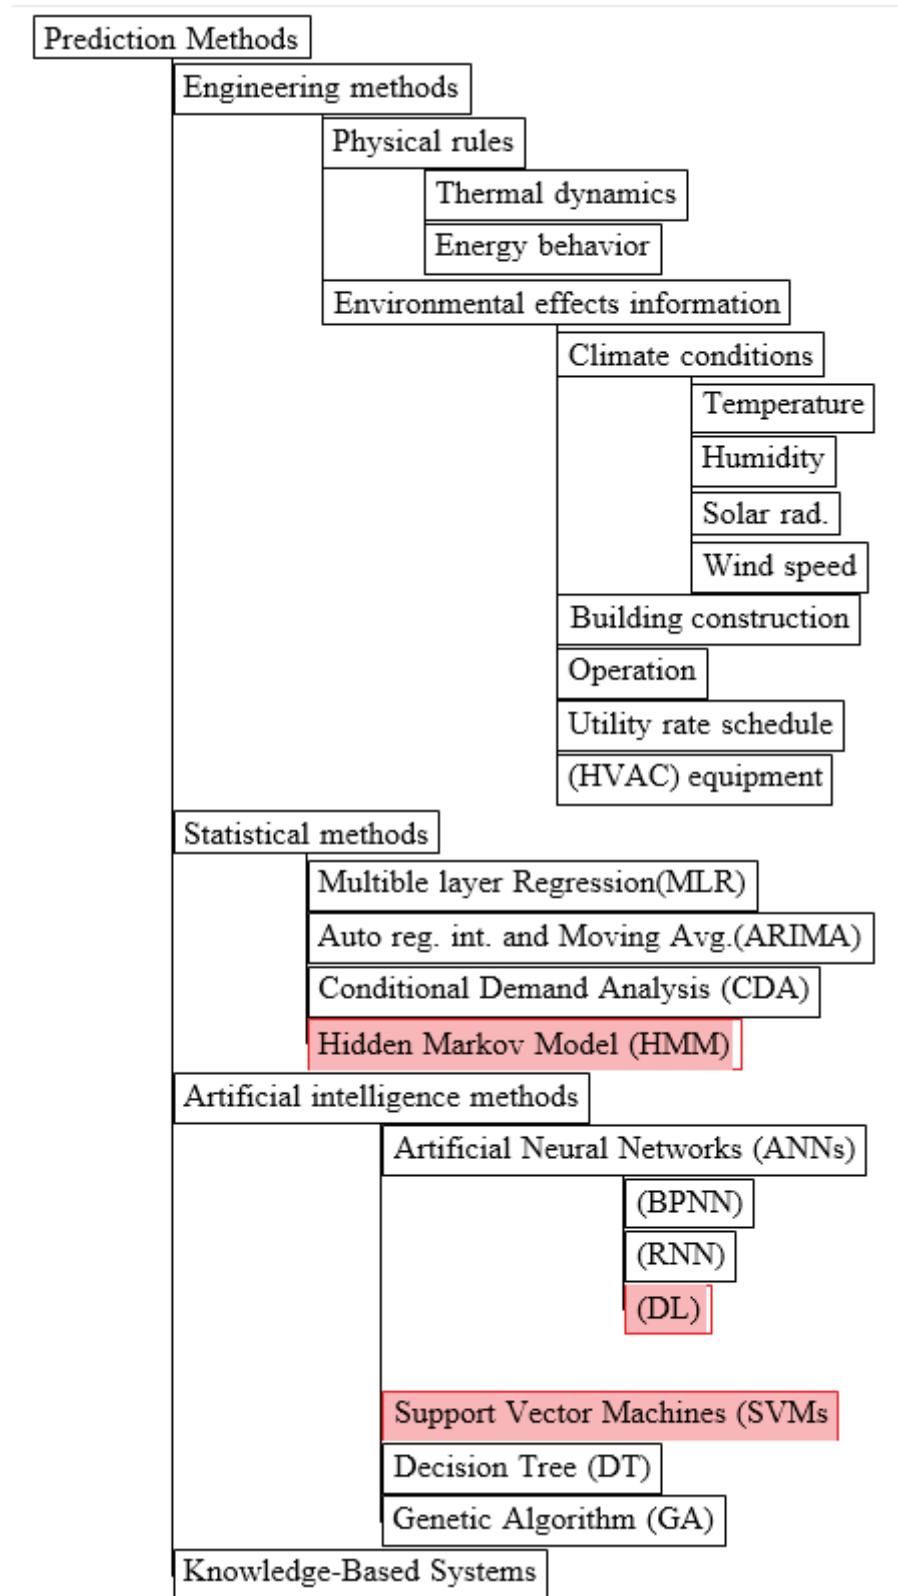 Prediction Methods
Engineering methods
Physical rules
Thermal dynamics
Energy behavior
Environmental effects information
Climate conditions
Temperature
Humidity
Solar rad.
Wind speed
Building construction
Operation
Utility rate schedule
(HVAC) equipment
Statistical methods
Multible layer Regression(MLR)
Auto reg. int. and Moving Avg.(ARIMA)
Conditional Demand Analysis (CDA)
Hidden Markov Model (HMM)
Artificial intelligence methods
Artificial Neural Networks (ANNs)
(BPNN)
(RNN)
(DL)
Support Vector Machines (SVMs
Decision Tree (DT)
Genetic Algorithm (GA)
Knowledge-Based Systems